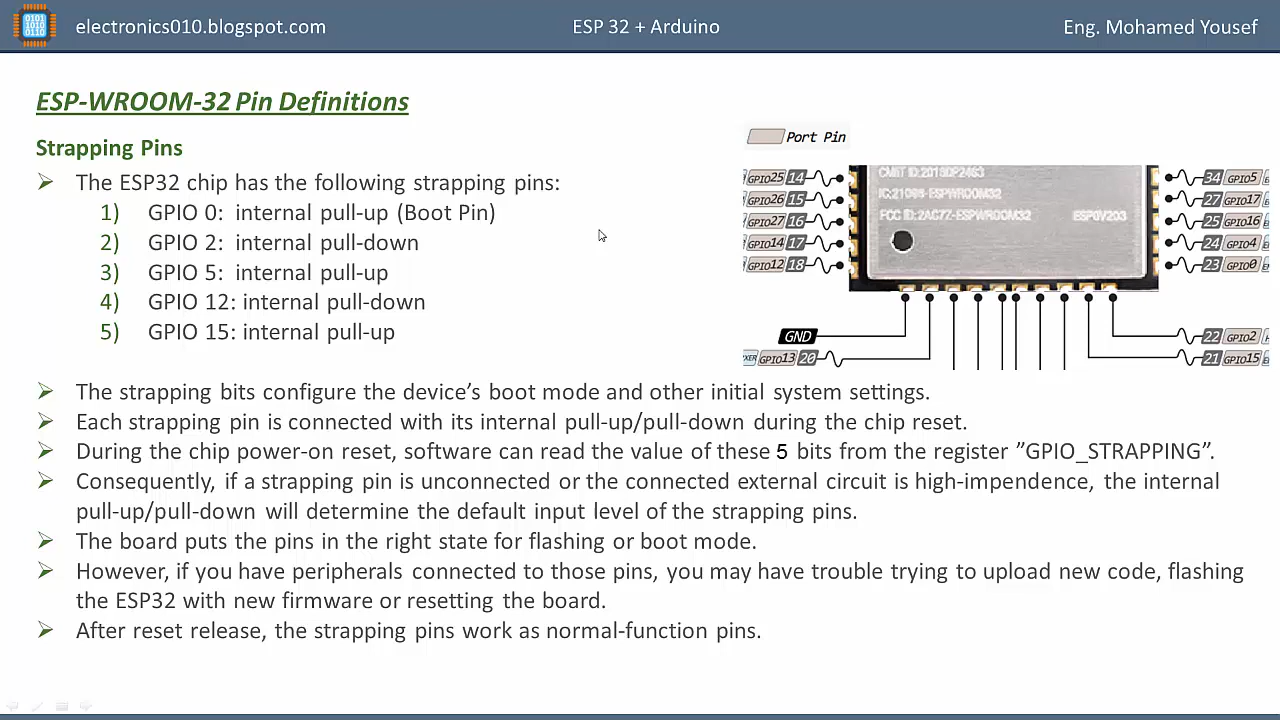 0101
1010
0110
electronics010.blogspot.com
ESP 32 + Arduino
Eng. Mohamed Yousef
ESP-WROOM-32 Pin Definitions
Strapping Pins
➢ The ESP32 chip has the following strapping pins:
1) GPIO 0: internal pull-up (Boot Pin)
2) GPIO 2: internal pull-down
3) GPIO 5: internal pull-up
4) GPIO 12: internal pull-down
5) GPIO 15: internal pull-up
Port Pin
GPIO25 14
GPIO26 15
GPIO27 16
GPIO14 17
GPIO12 18
FCC ID:2AC7Z-ESPWROOM32
34 GPIO5
27 GPIO17
25 GPIO16
24 GPIO4
23 GPIO0
GND
GPIO13 20
22 GPIO2
21 GPIO15
➢ The strapping bits configure the device’s boot mode and other initial system settings.
➢ Each strapping pin is connected with its internal pull-up/pull-down during the chip reset.
➢ During the chip power-on reset, software can read the value of these 5 bits from the register ”GPIO_STRAPPING”.
➢ Consequently, if a strapping pin is unconnected or the connected external circuit is high-impendence, the internal
pull-up/pull-down will determine the default input level of the strapping pins.
➢ The board puts the pins in the right state for flashing or boot mode.
➢ However, if you have peripherals connected to those pins, you may have trouble trying to upload new code, flashing
the ESP32 with new firmware or resetting the board.
➢ After reset release, the strapping pins work as normal-function pins.